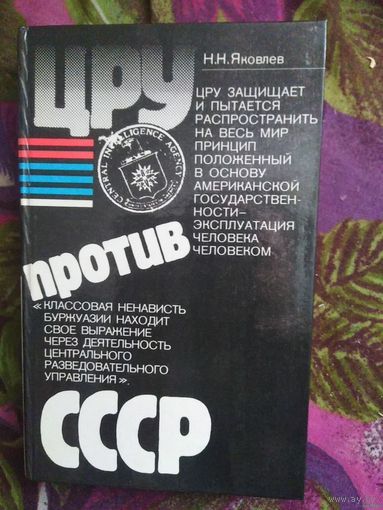 ЦРУ
Н.Н.Яковлев
ЦРУ ЗАЩИЩАЕТ
И ПЫТАЕТСЯ
РАСПРОСТРАНИТЬ
НА ВЕСЬ МИР
ПРИНЦИП
ПОЛОЖЕННЫЙ
В ОСНОВУ
АМЕРИКАНСКОЙ
ГОСУДАРСТВЕН-
НОСТИ–
ЭКСПЛУАТАЦИЯ
ЧЕЛОВЕКА
ЧЕЛОВЕКОМ
CENTRAL INTELLIGENCE AGENCY
против
«КЛАССОВАЯ НЕНАВИСТЬ
БУРЖУАЗИИ НАХОДИТ
СВОЕ ВЫРАЖЕНИЕ
ЧЕРЕЗ ДЕЯТЕЛЬНОСТЬ
ЦЕНТРАЛЬНОГО
РАЗВЕДОВАТЕЛЬНОГО
УПРАВЛЕНИЯ».
СССР